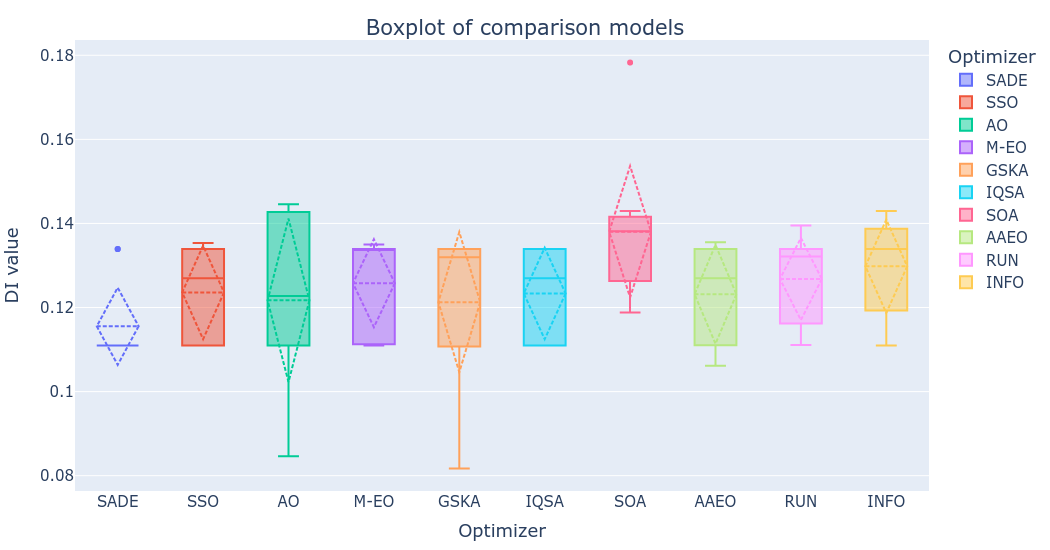 Boxplot of comparison models
DI value
0.18
0.16
0.14
0.12
0.1
0.08
SADE SSO AO M-EO GSKA IQSA SOA AAEO RUN INFO
Optimizer
Optimizer
SADE
SSO
AO
M-EO
GSKA
IQSA
SOA
AAEO
RUN
INFO